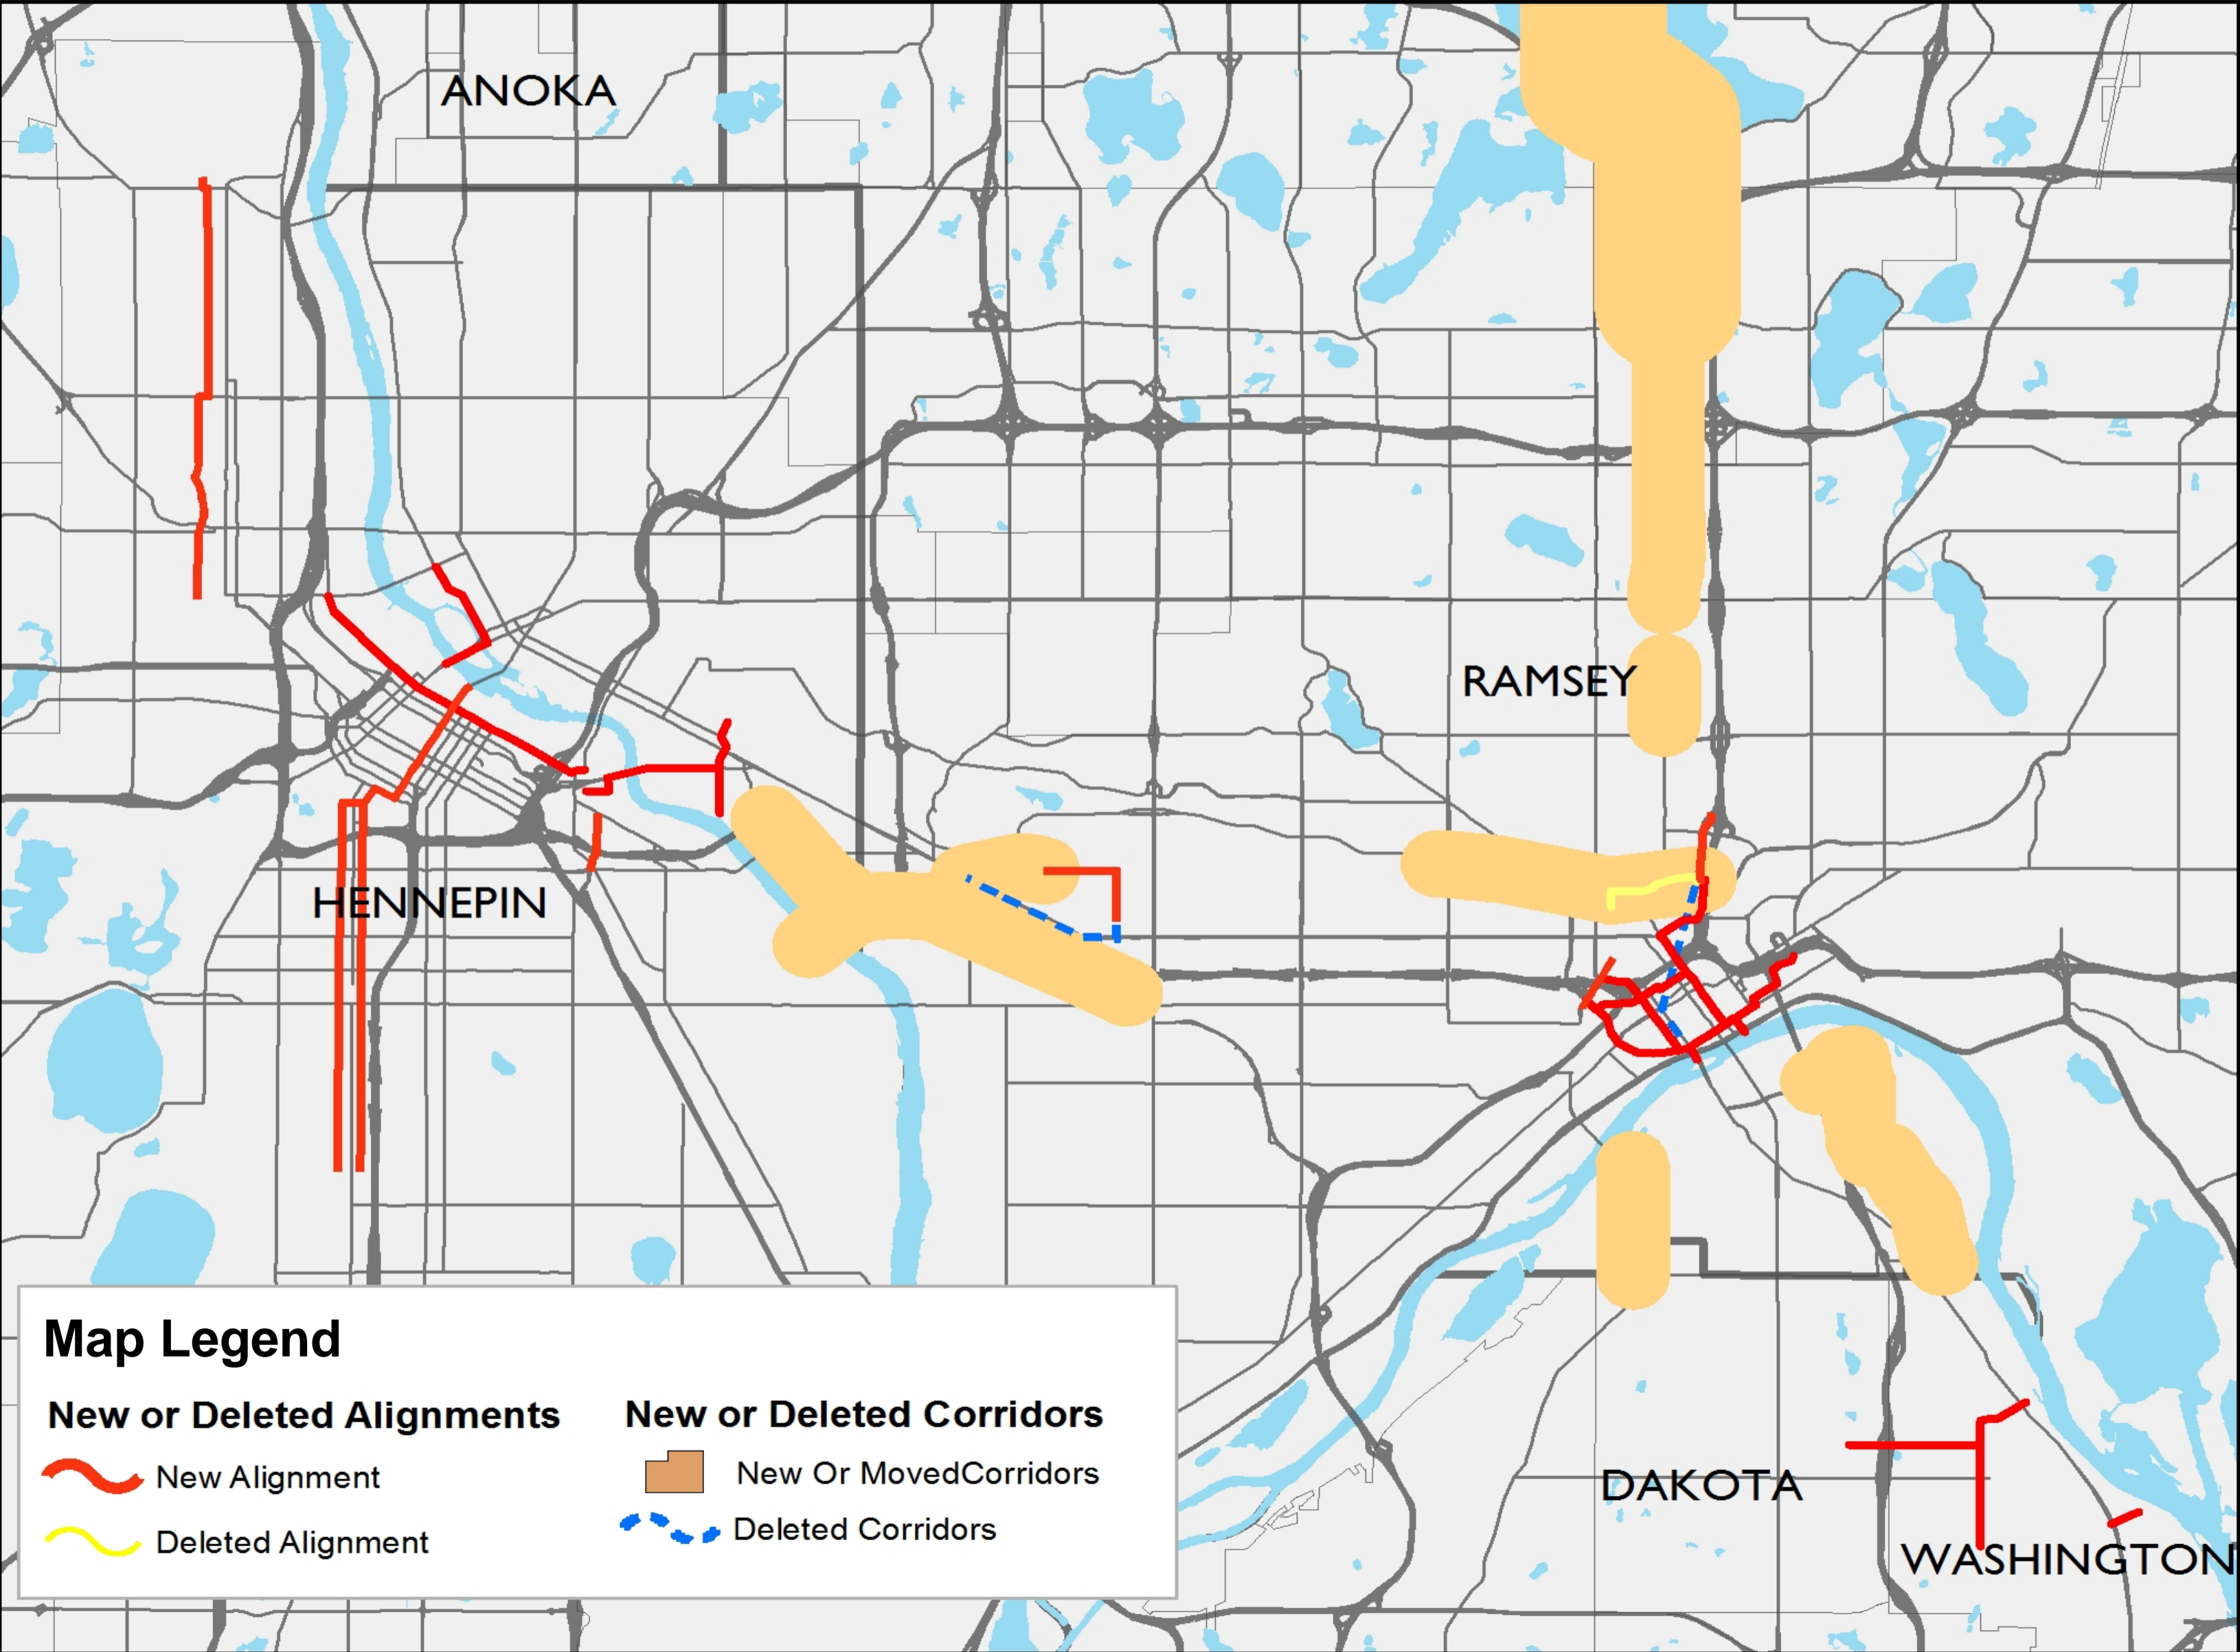 ANOKA
RAMSEY
HENNEPIN
Map Legend
New or Deleted Alignments
New Alignment
Deleted Alignment
New or Deleted Corridors
New Or MovedCorridors
Deleted Corridors
DAKOTA
WASHINGTON